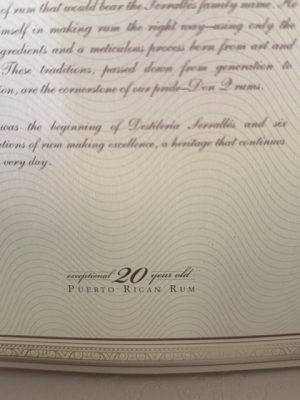 of rum that would bear the Serrallés family name. He
mself in making rum the right way—using only the
gredients and a meticulous process born from art and
These traditions, passed down from generation to
ion, are the cornerstone of our pride—Don Q rums.
was the beginning of Destilería Serrallés and six
ations of rum making excellence, a heritage that continues
very day.
exceptional 20 year old
PUERTO RICAN RUM